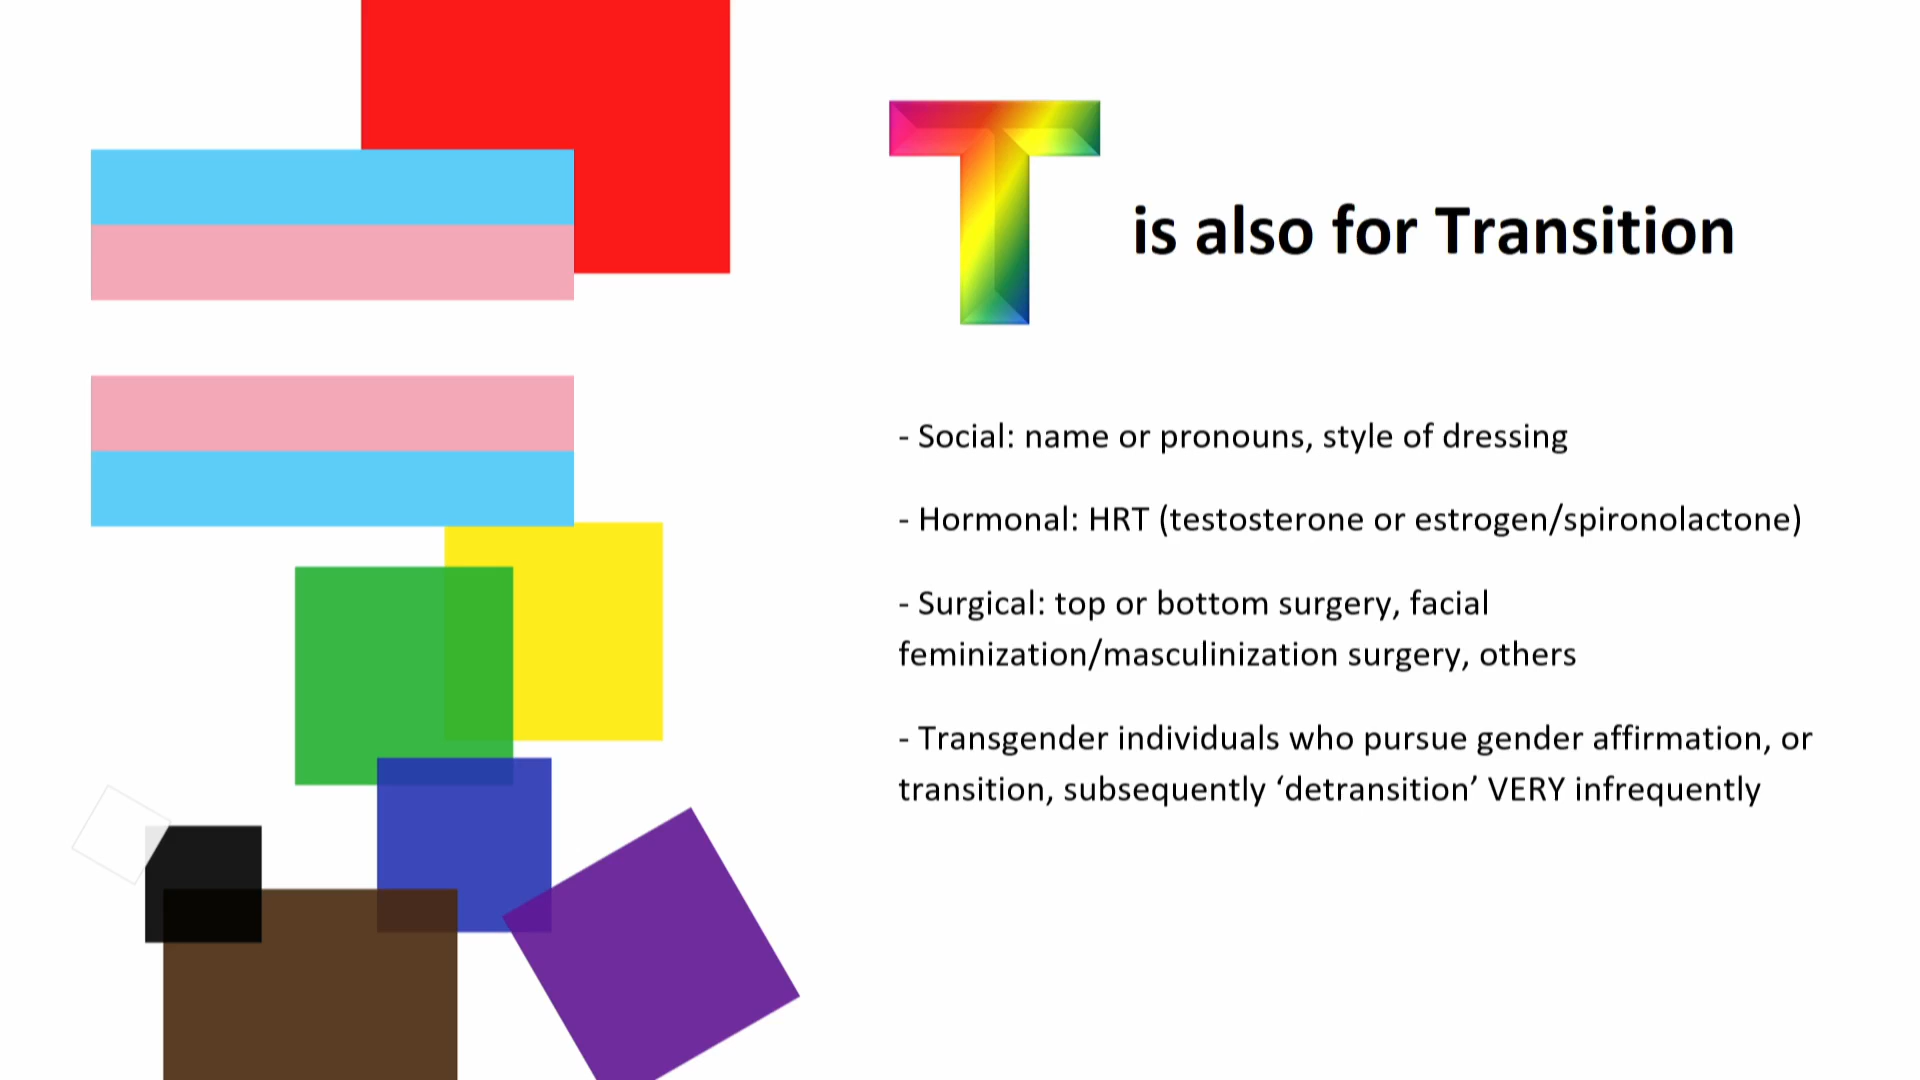 T is also for Transition
- Social: name or pronouns, style of dressing
- Hormonal: HRT (testosterone or estrogen/spironolactone)
- Surgical: top or bottom surgery, facial
feminization/masculinization surgery, others
- Transgender individuals who pursue gender affirmation, or
transition, subsequently ‘detransition’ VERY infrequently